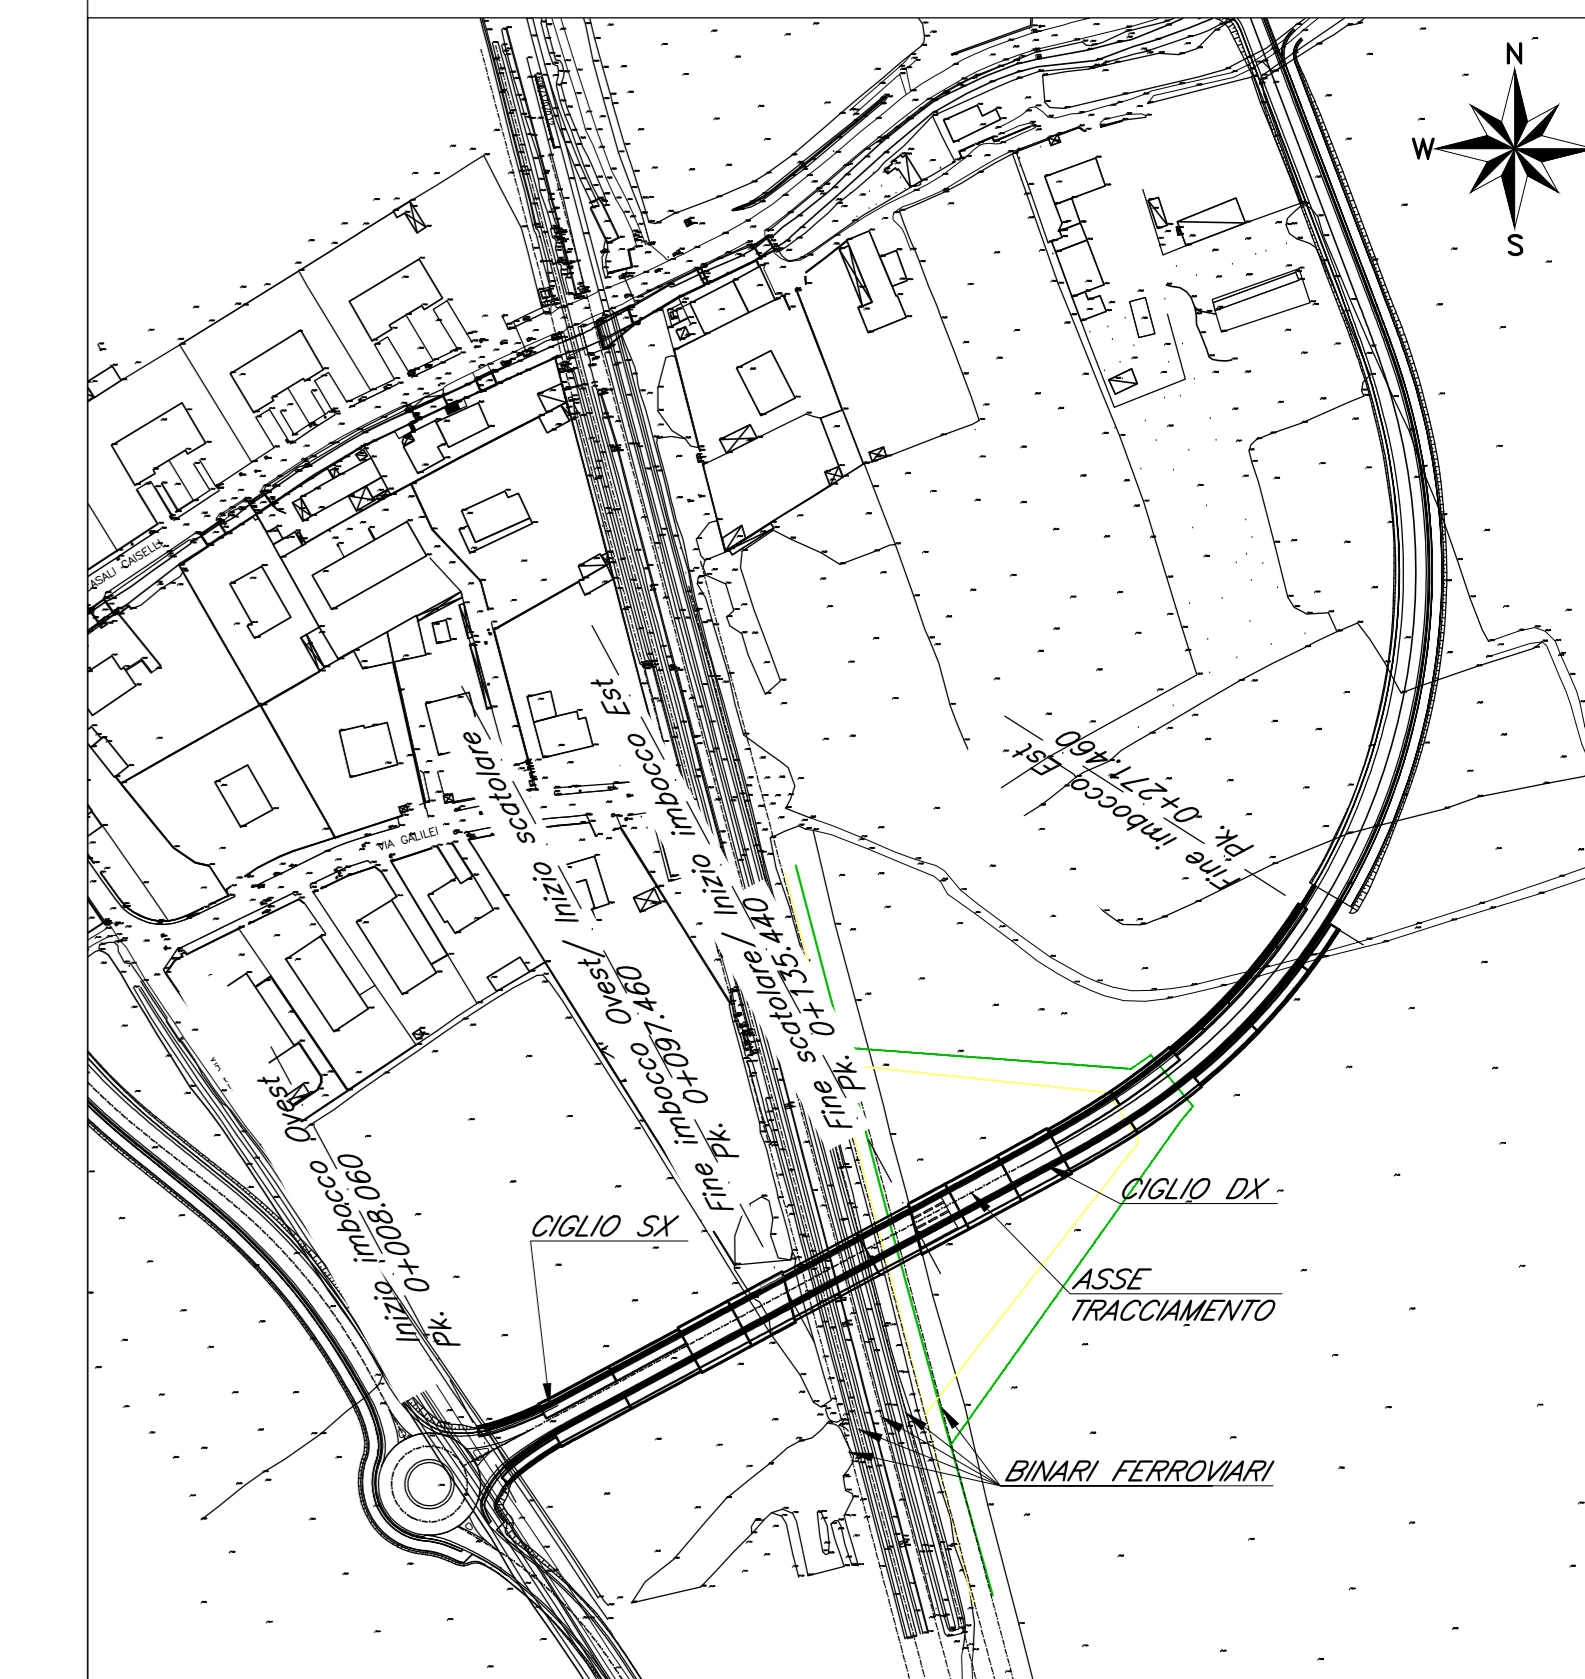 N
W
S
CAISELLI
VIA GALILEI
Inizio imbocco Ovest
Pk. 0+008.060
Fine imbocco Ovest/ Inizio scatolare
Pk. 0+097.460
Fine scatolare/ Inizio imbocco Est
Pk. 0+135.440
Fine imbocco Est
Pk. 0+271.460
CIGLIO SX
CIGLIO DX
ASSE
TRACCIAMENTO
BINARI FERROVIARI